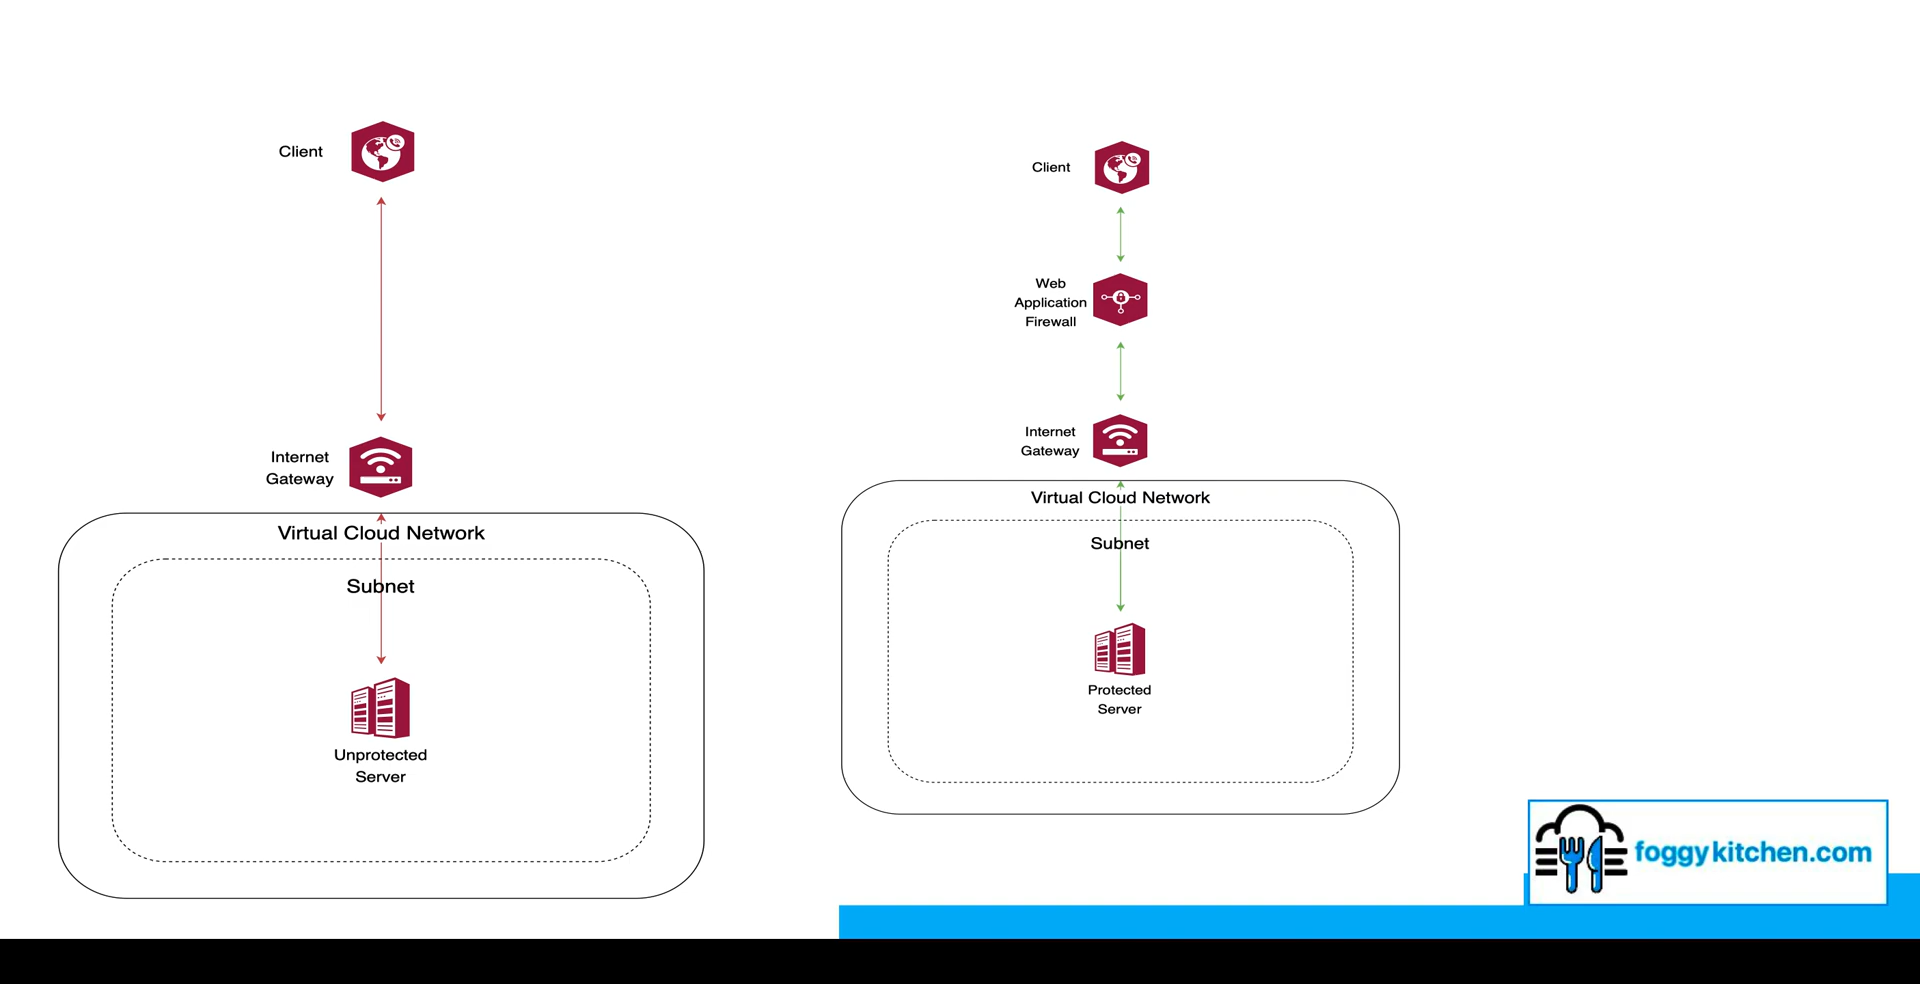 Client
Internet
Gateway
Virtual Cloud Network
Subnet
Unprotected
Server
Client
Web
Application
Firewall
Internet
Gateway
Virtual Cloud Network
Subnet
Protected
Server
foggykitchen.com